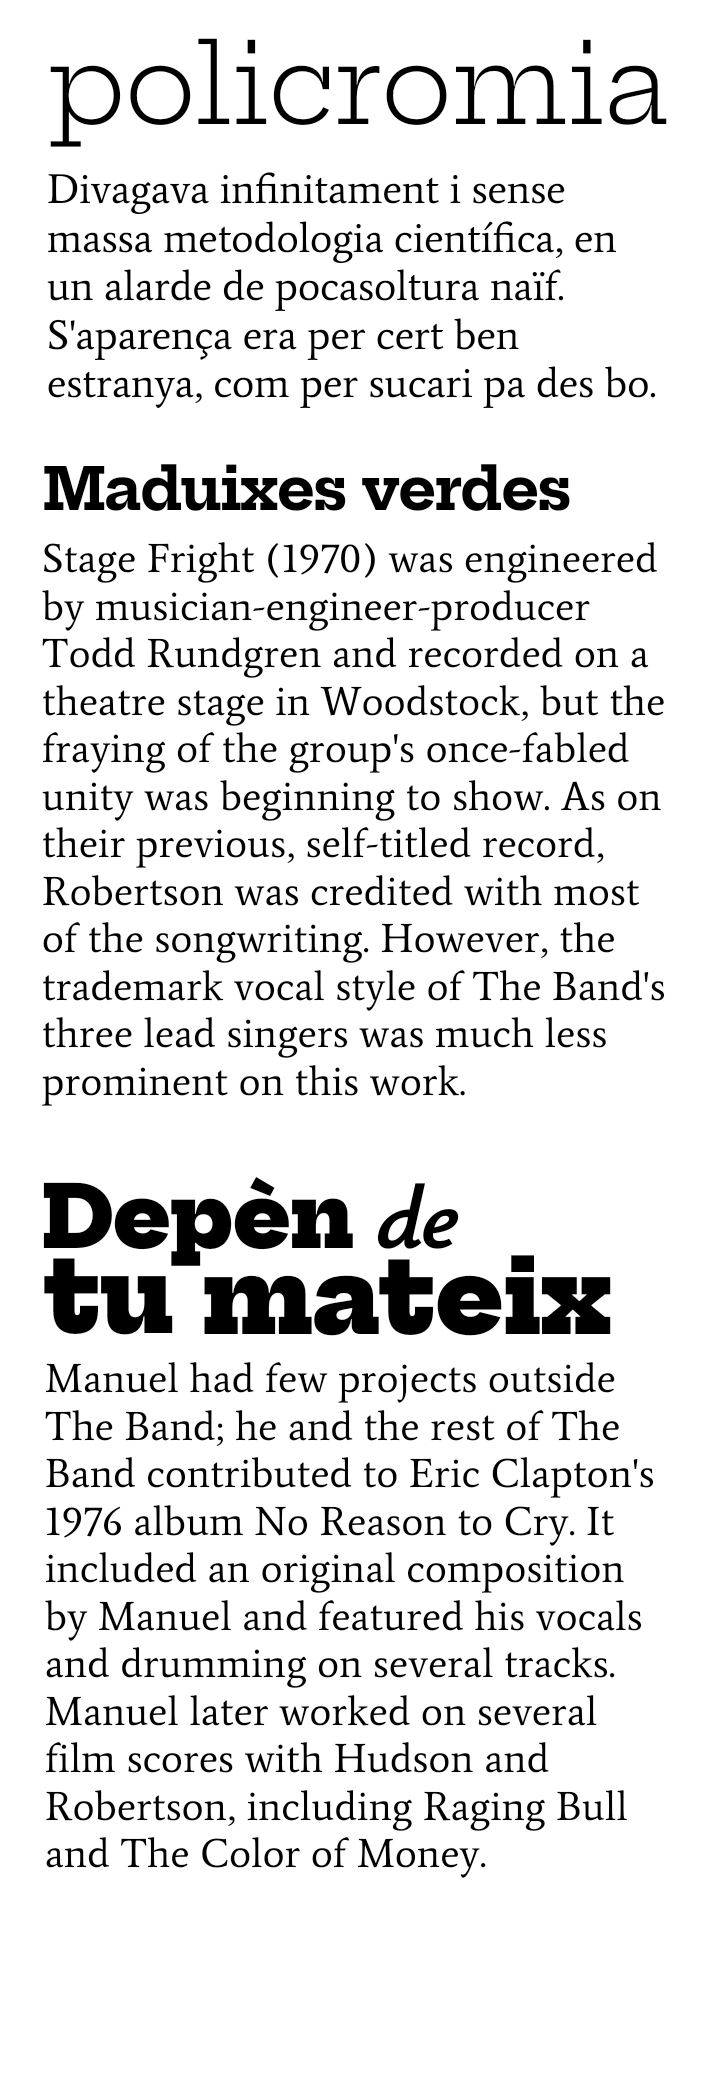 policromia
Divagava infinitament i sense
massa metodologia científica, en
un alarde de pocasoltura naïf.
S'aparença era per cert ben
estranya, com per sucari pa des bo.
Maduixes verdes
Stage Fright (1970) was engineered
by musician-engineer-producer
Todd Rundgren and recorded on a
theatre stage in Woodstock, but the
fraying of the group's once-fabled
unity was beginning to show. As on
their previous, self-titled record,
Robertson was credited with most
of the songwriting. However, the
trademark vocal style of The Band's
three lead singers was much less
prominent on this work.
Depèn de
tu mateix
Manuel had few projects outside
The Band; he and the rest of The
Band contributed to Eric Clapton's
1976 album No Reason to Cry. It
included an original composition
by Manuel and featured his vocals
and drumming on several tracks.
Manuel later worked on several
film scores with Hudson and
Robertson, including Raging Bull
and The Color of Money.